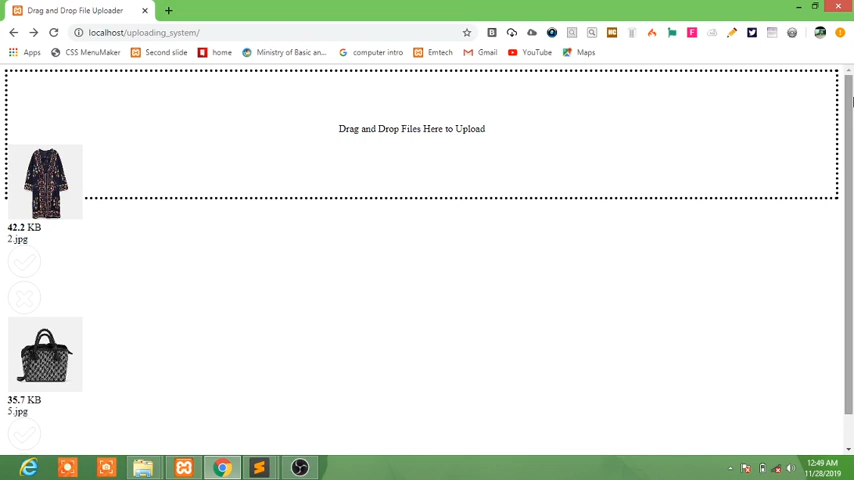 Drag and Drop File Uploader
localhost/uploading_system/
Apps CSS MenuMaker Second slide home Ministry of Basic an... computer intro Emtech Gmail YouTube Maps
Drag and Drop Files Here to Upload
42.2 KB
2.jpg
35.7 KB
5.jpg
12:49 AM
11/28/2019